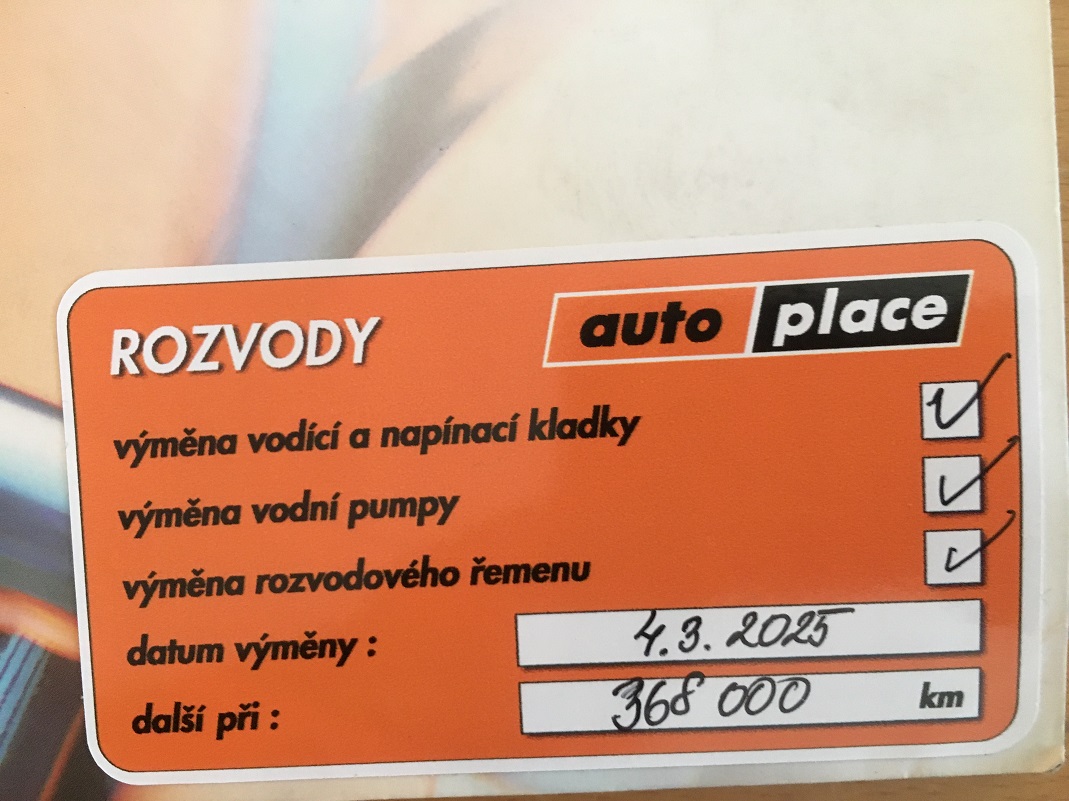 ROZVODY
auto place
výměna vodící a napínací kladky
výměna vodní pumpy
výměna rozvodového řemenu
datum výměny : 4.3. 2025
další při : 368 000 km